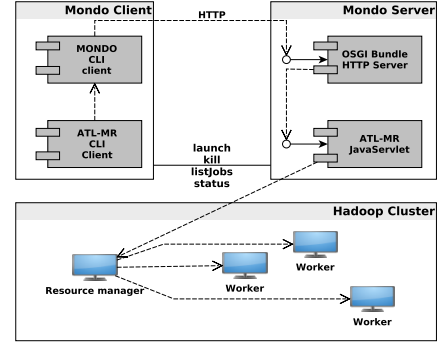 Mondo Client
HTTP
Mondo Server
MONDO
CLI
client
OSGI Bundle
HTTP Server
ATL-MR
CLI
Client
launch
kill
listJobs
status
ATL-MR
JavaServlet
Hadoop Cluster
Resource manager
Worker
Worker
Worker